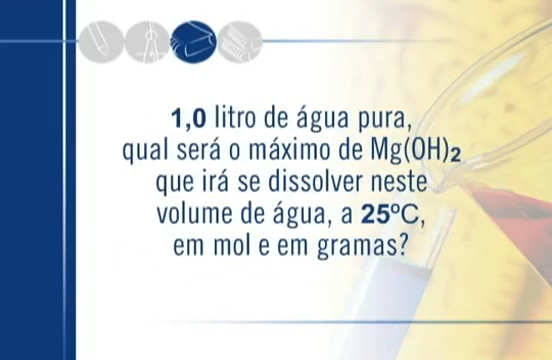 1,0 litro de água pura,
qual será o máximo de Mg(OH)2
que irá se dissolver neste
volume de água, a 25ºC,
em mol e em gramas?